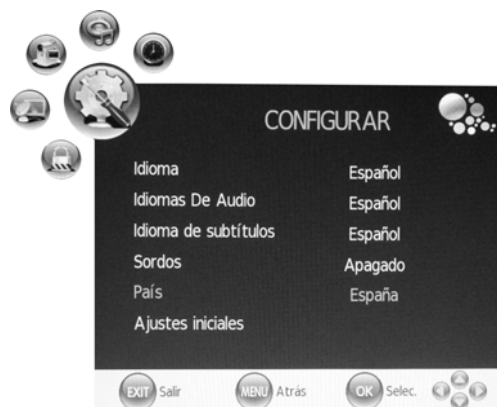 CONFIGURAR
Idioma Español
Idiomas De Audio Español
Idioma de subtítulos Español
Sordos Apagado
País España
Ajustes iniciales
EXIT Salir MENU Atrás OK Selec.